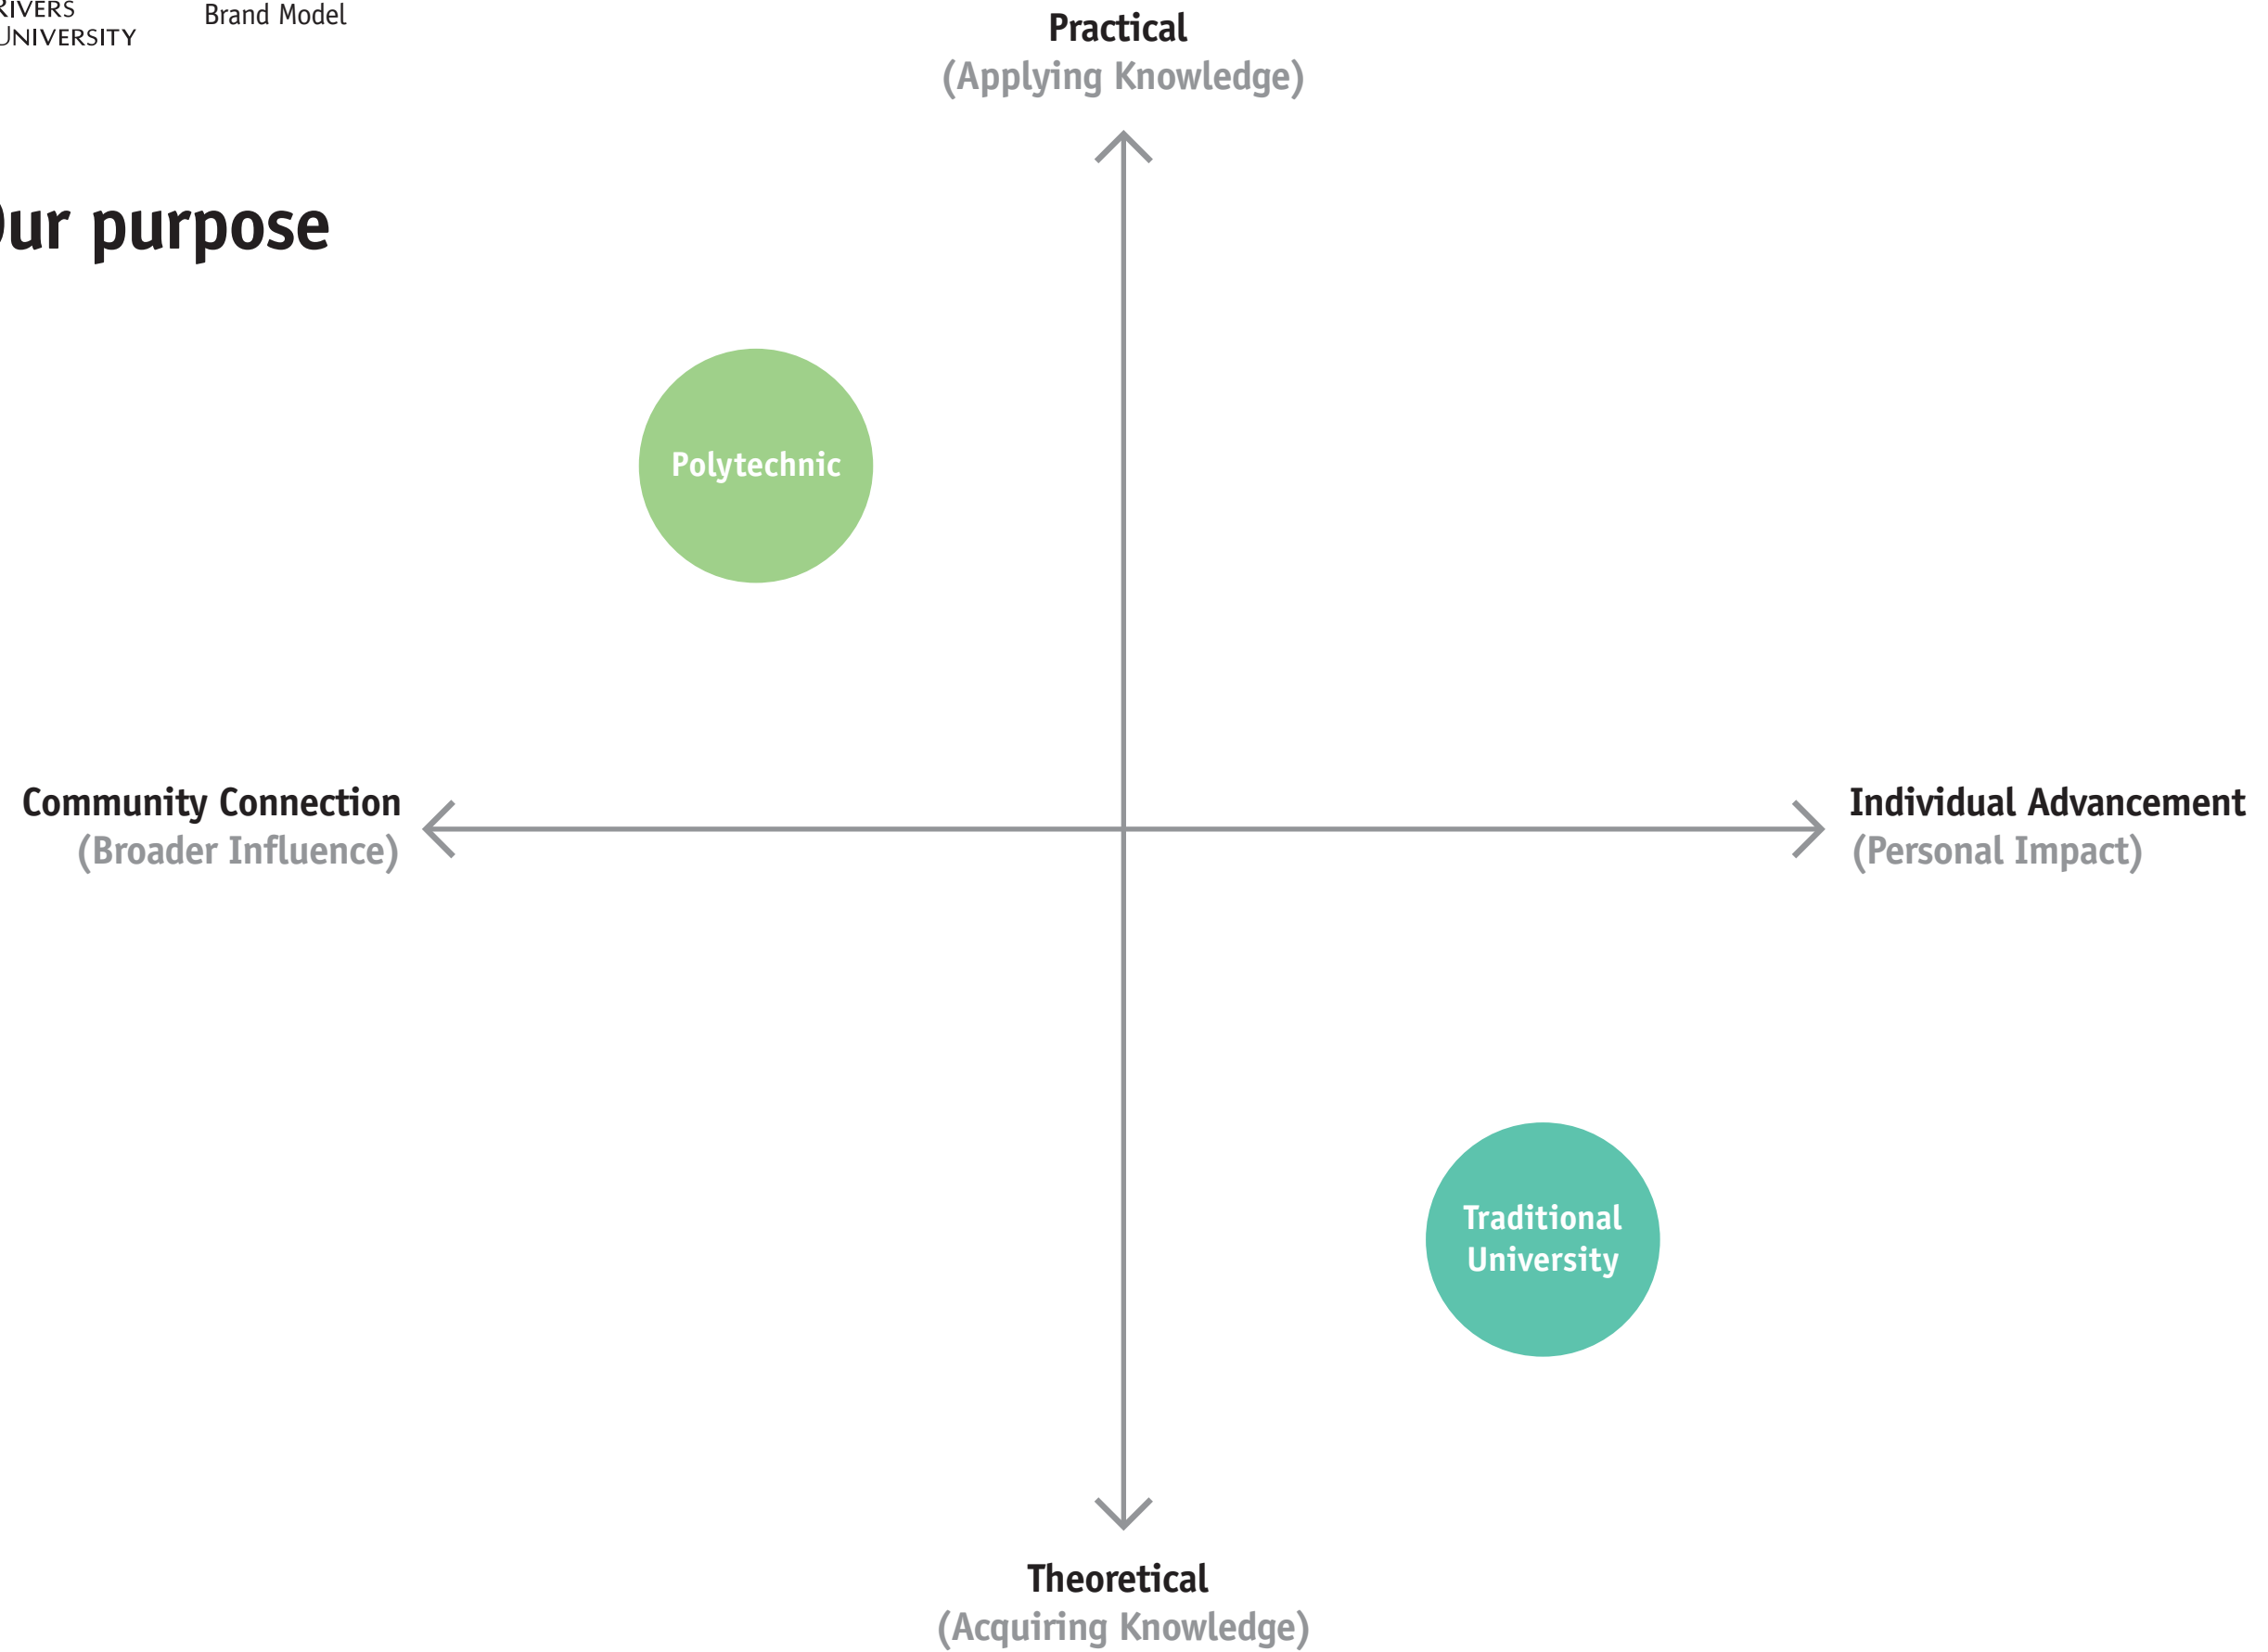 RIVERS
UNIVERSITY
Brand Model
Our purpose
Practical
(Applying Knowledge)
Polytechnic
Community Connection
(Broader Influence)
Individual Advancement
(Personal Impact)
Traditional
University
Theoretical
(Acquiring Knowledge)